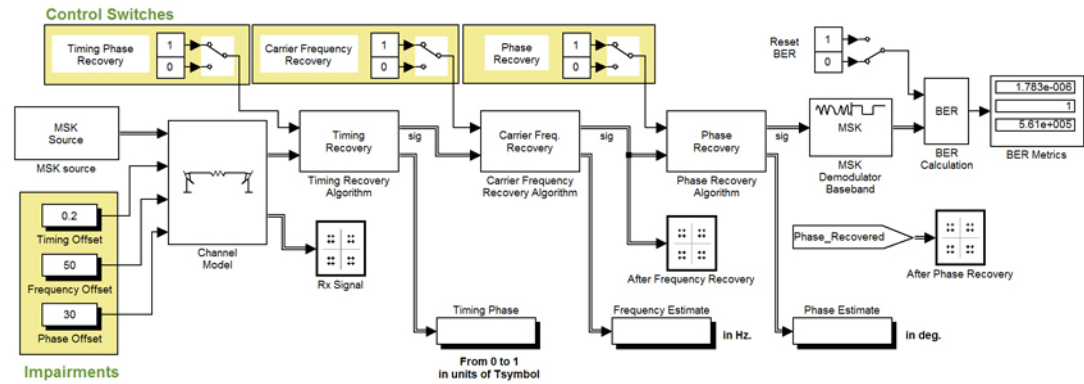 Control Switches
Timing Phase
Recovery
1
0
Carrier Frequency
Recovery
1
0
Phase
Recovery
1
0
Reset
BER
1
0
MSK
Source
MSK source
Timing
Recovery
Timing Recovery
Algorithm
sig
Carrier Freq.
Recovery
Carrier Frequency
Recovery Algorithm
sig
Phase
Recovery
Phase Recovery
Algorithm
sig
MSK
MSK
Demodulator
Baseband
BER
BER
Calculation
1.783e-006
1
5.61e+005
BER Metrics
0.2
Timing Offset
50
Frequency Offset
30
Phase Offset
Impairments
Channel
Model
Rx Signal
After Frequency Recovery
Phase_Recovered
After Phase Recovery
Timing Phase
From 0 to 1
in units of Tsymbol
Frequency Estimate
in Hz.
Phase Estimate
in deg.